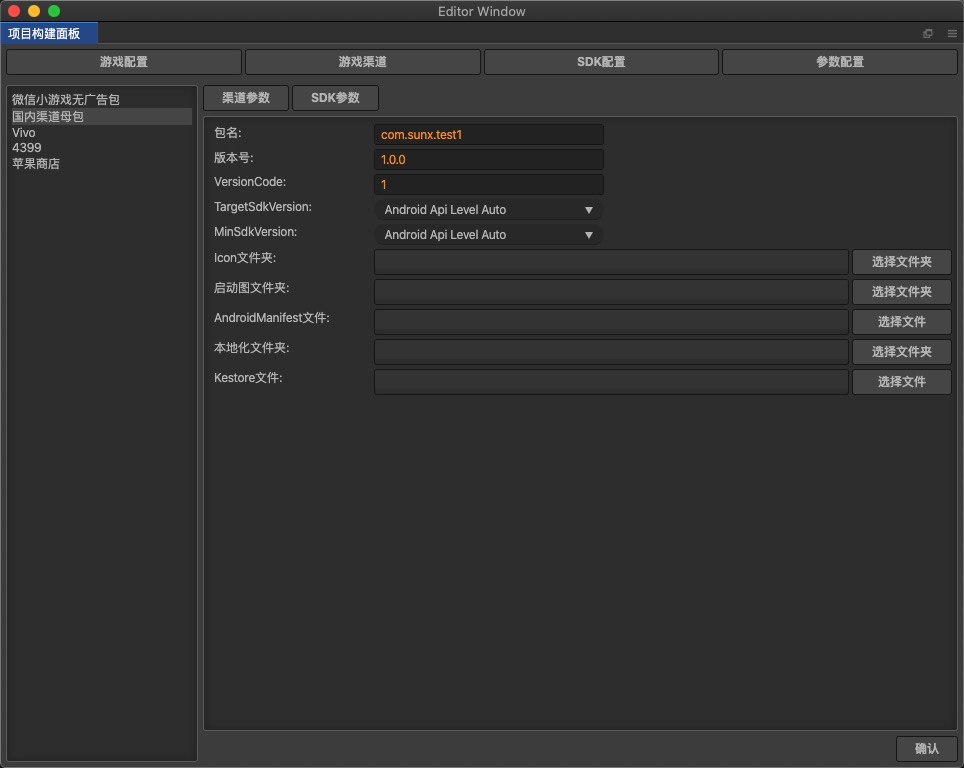 Editor Window
项目构建面板
游戏配置
游戏渠道
SDK配置
参数配置
微信小游戏无广告包
国内渠道母包
Vivo
4399
苹果商店
渠道参数
SDK参数
包名:
com.sunx.test1
版本号:
1.0.0
VersionCode:
1
TargetSdkVersion:
Android Api Level Auto
MinSdkVersion:
Android Api Level Auto
Icon文件夹:
选择文件夹
启动图文件夹:
选择文件夹
AndroidManifest文件:
选择文件
本地化文件夹:
选择文件夹
Kestore文件:
选择文件
确认